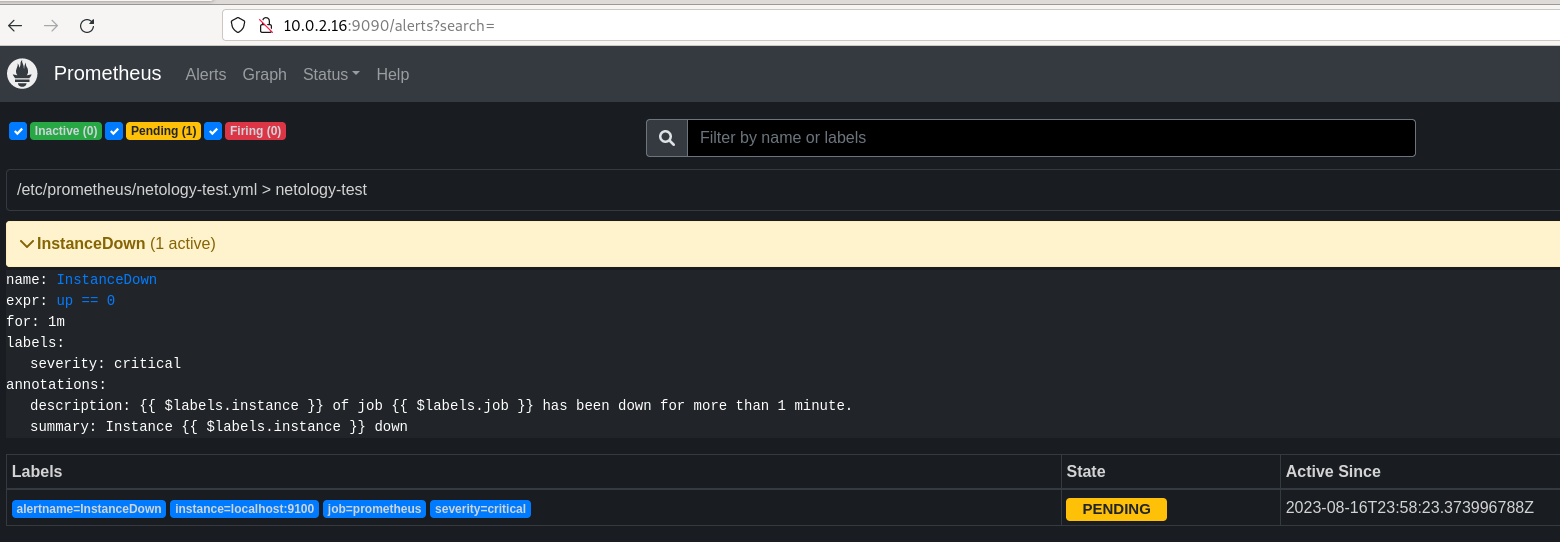 10.0.2.16:9090/alerts?search=
Prometheus Alerts Graph Status Help
Inactive (0) Pending (1) Firing (0) Filter by name or labels
/etc/prometheus/netology-test.yml > netology-test
InstanceDown (1 active)
name: InstanceDown
expr: up == 0
for: 1m
labels:
severity: critical
annotations:
description: {{ $labels.instance }} of job {{ $labels.job }} has been down for more than 1 minute.
summary: Instance {{ $labels.instance }} down
Labels State Active Since
alertname=InstanceDown instance=localhost:9100 job=prometheus severity=critical PENDING 2023-08-16T23:58:23.373996788Z